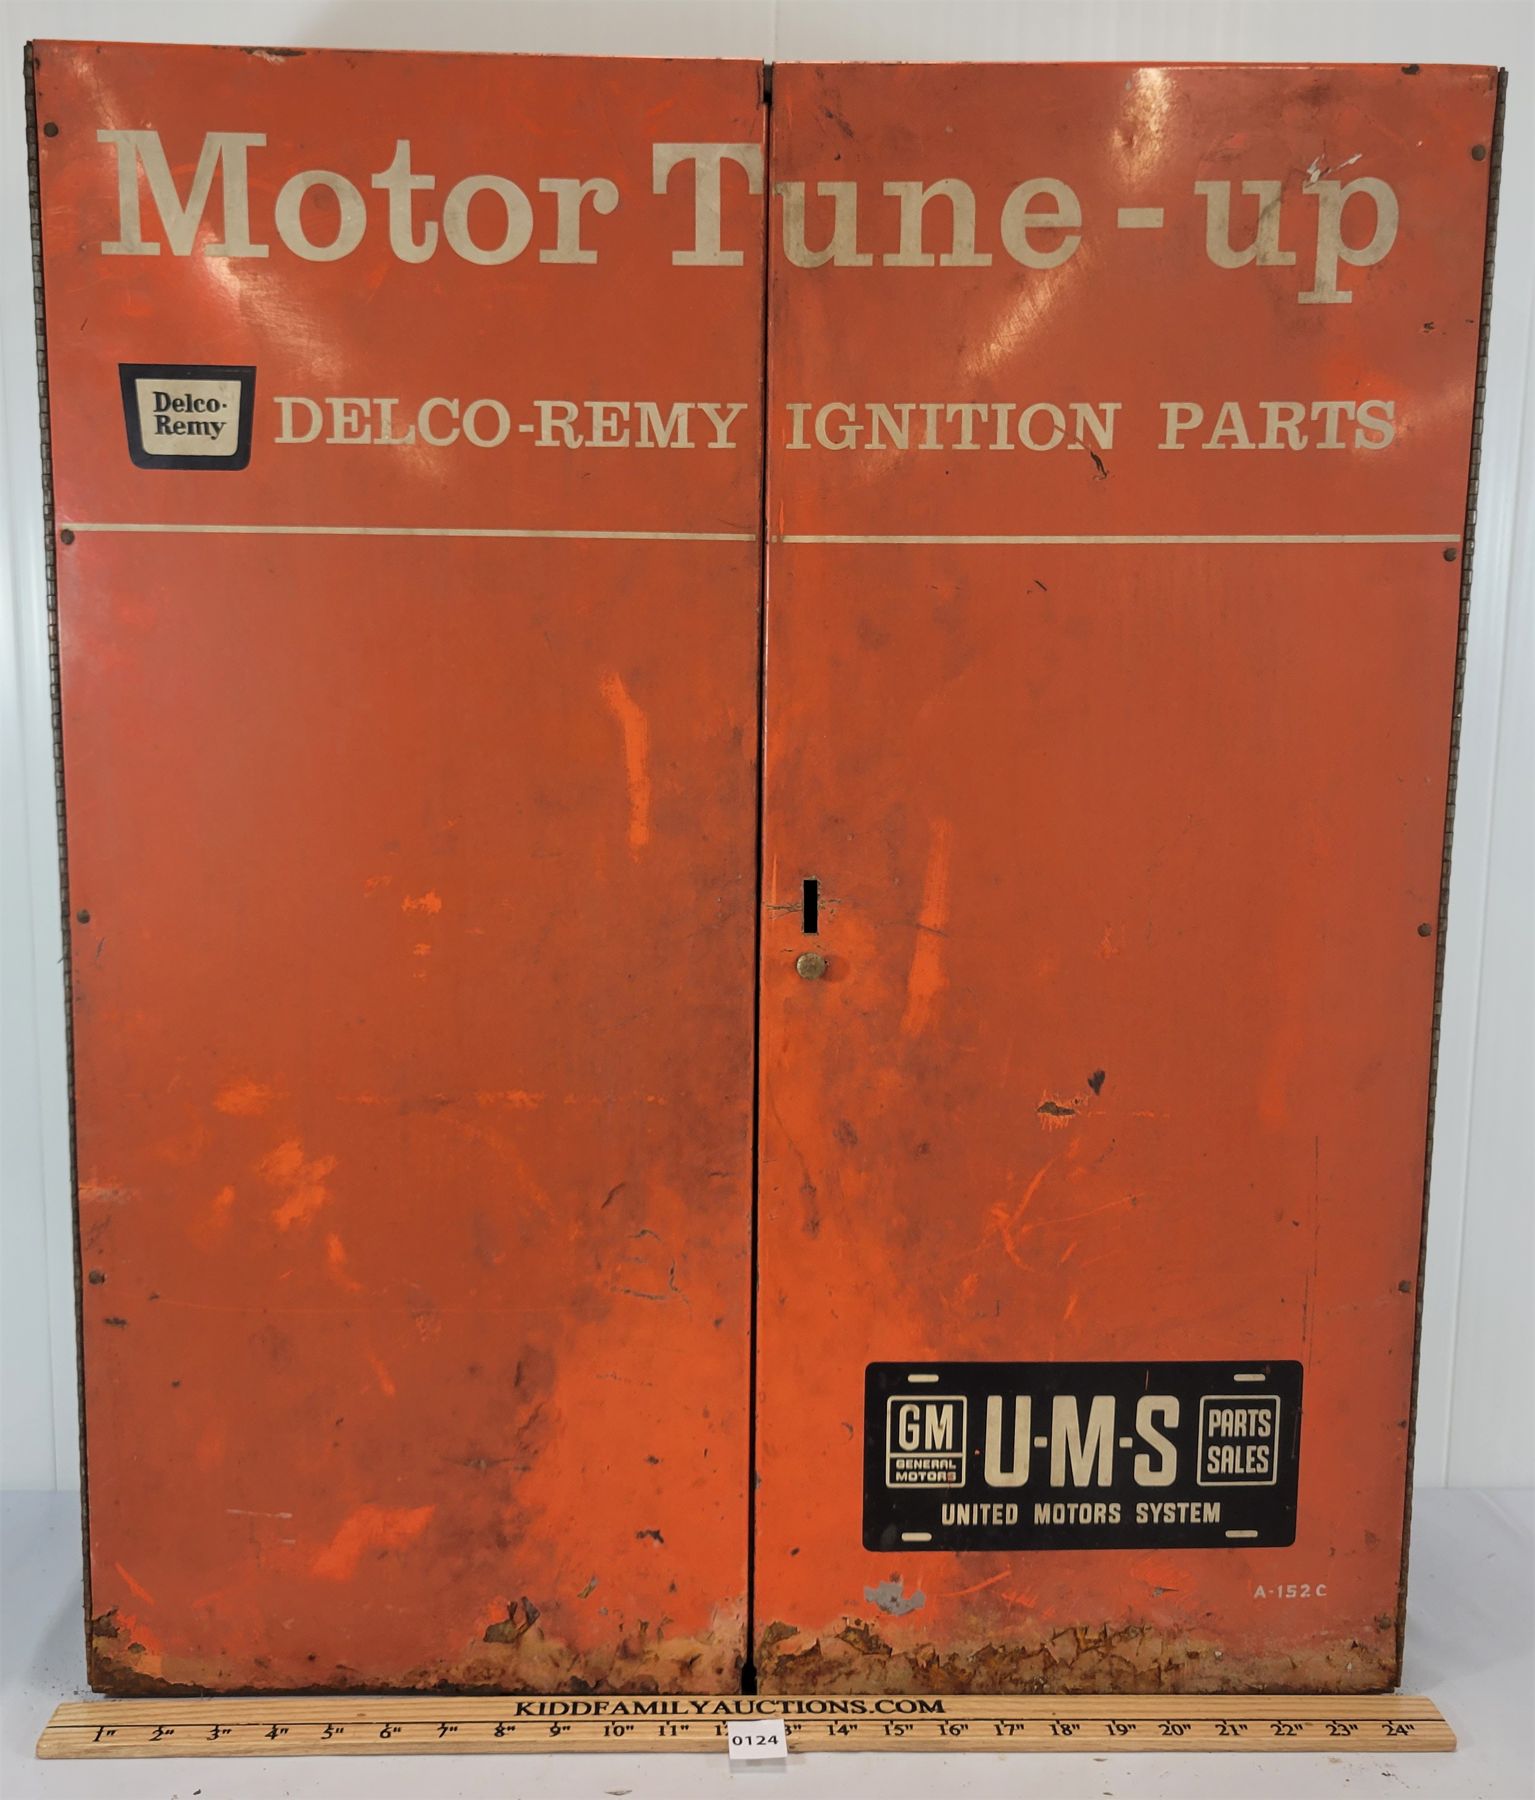 Motor Tune-up
Delco-
Remy
DELCO-REMY IGNITION PARTS
GM
GENERAL
MOTORS
U-M-S
PARTS
SALES
UNITED MOTORS SYSTEM
A-152C
KIDDFAMILYAUCTIONS.COM
1" 2" 3" 4" 5" 6" 7" 8" 9" 10" 11" 14" 15" 16" 17" 18" 19" 20" 21" 22" 23" 24"
0124